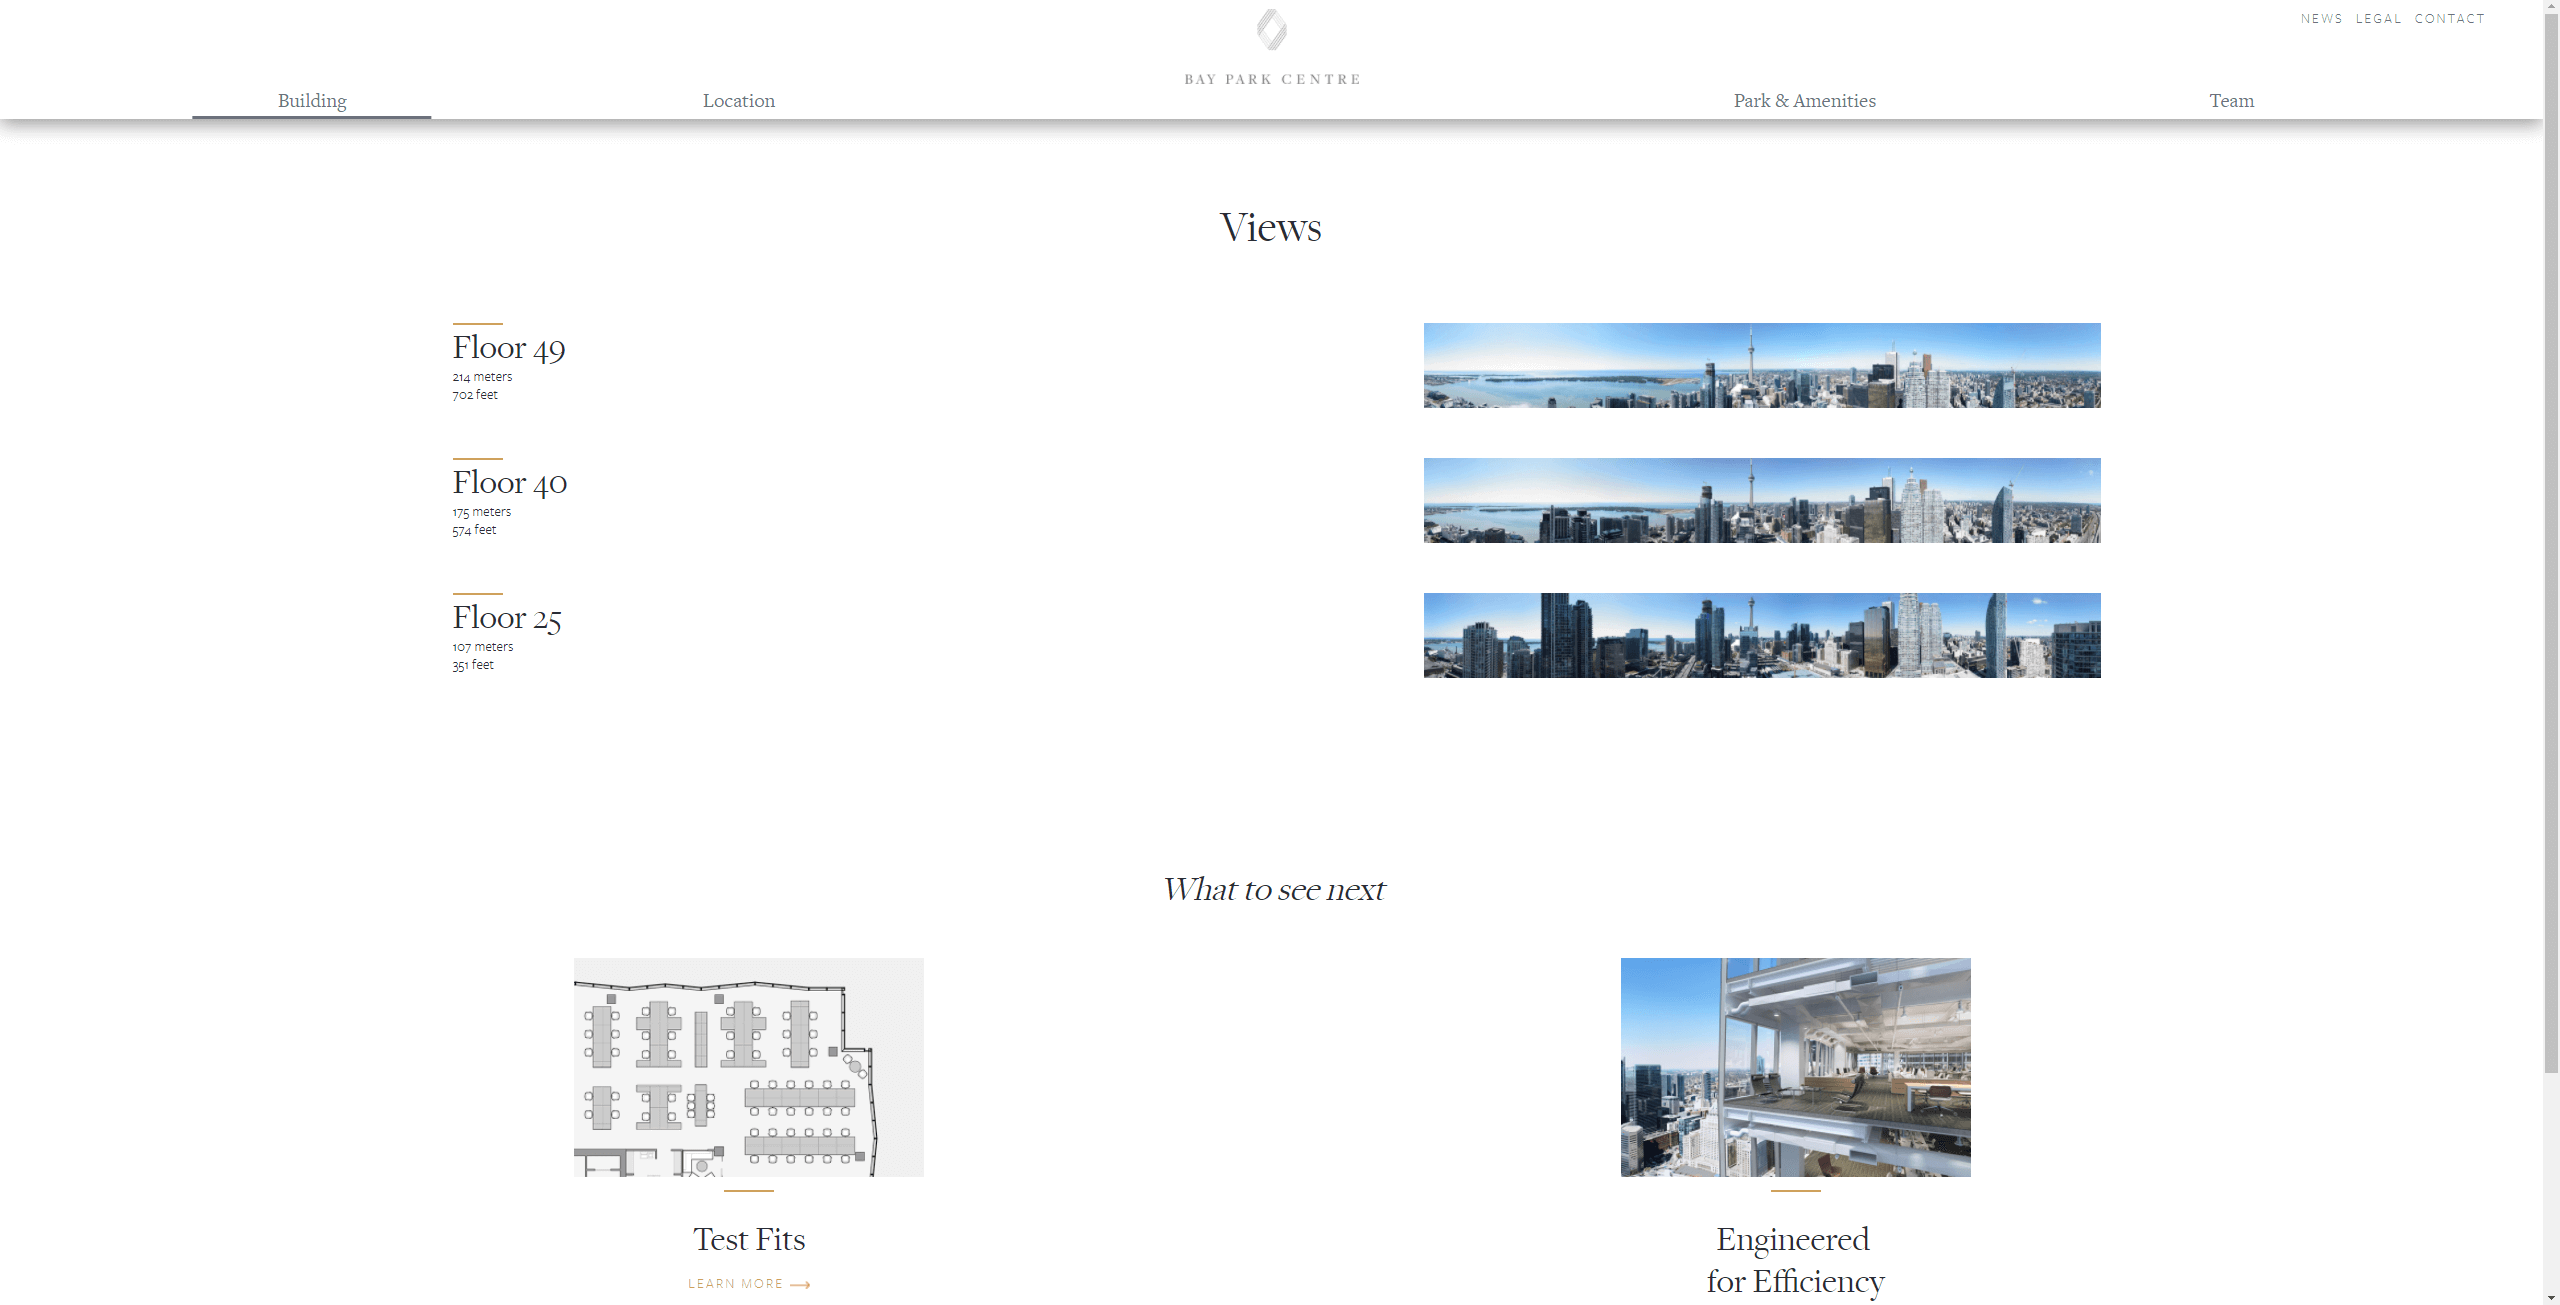 NEWS LEGAL CONTACT
BAY PARK CENTRE
Building Location Park & Amenities Team
Views
Floor 49
214 meters
702 feet
Floor 40
175 meters
574 feet
Floor 25
107 meters
351 feet
What to see next
Test Fits
LEARN MORE
Engineered
for Efficiency